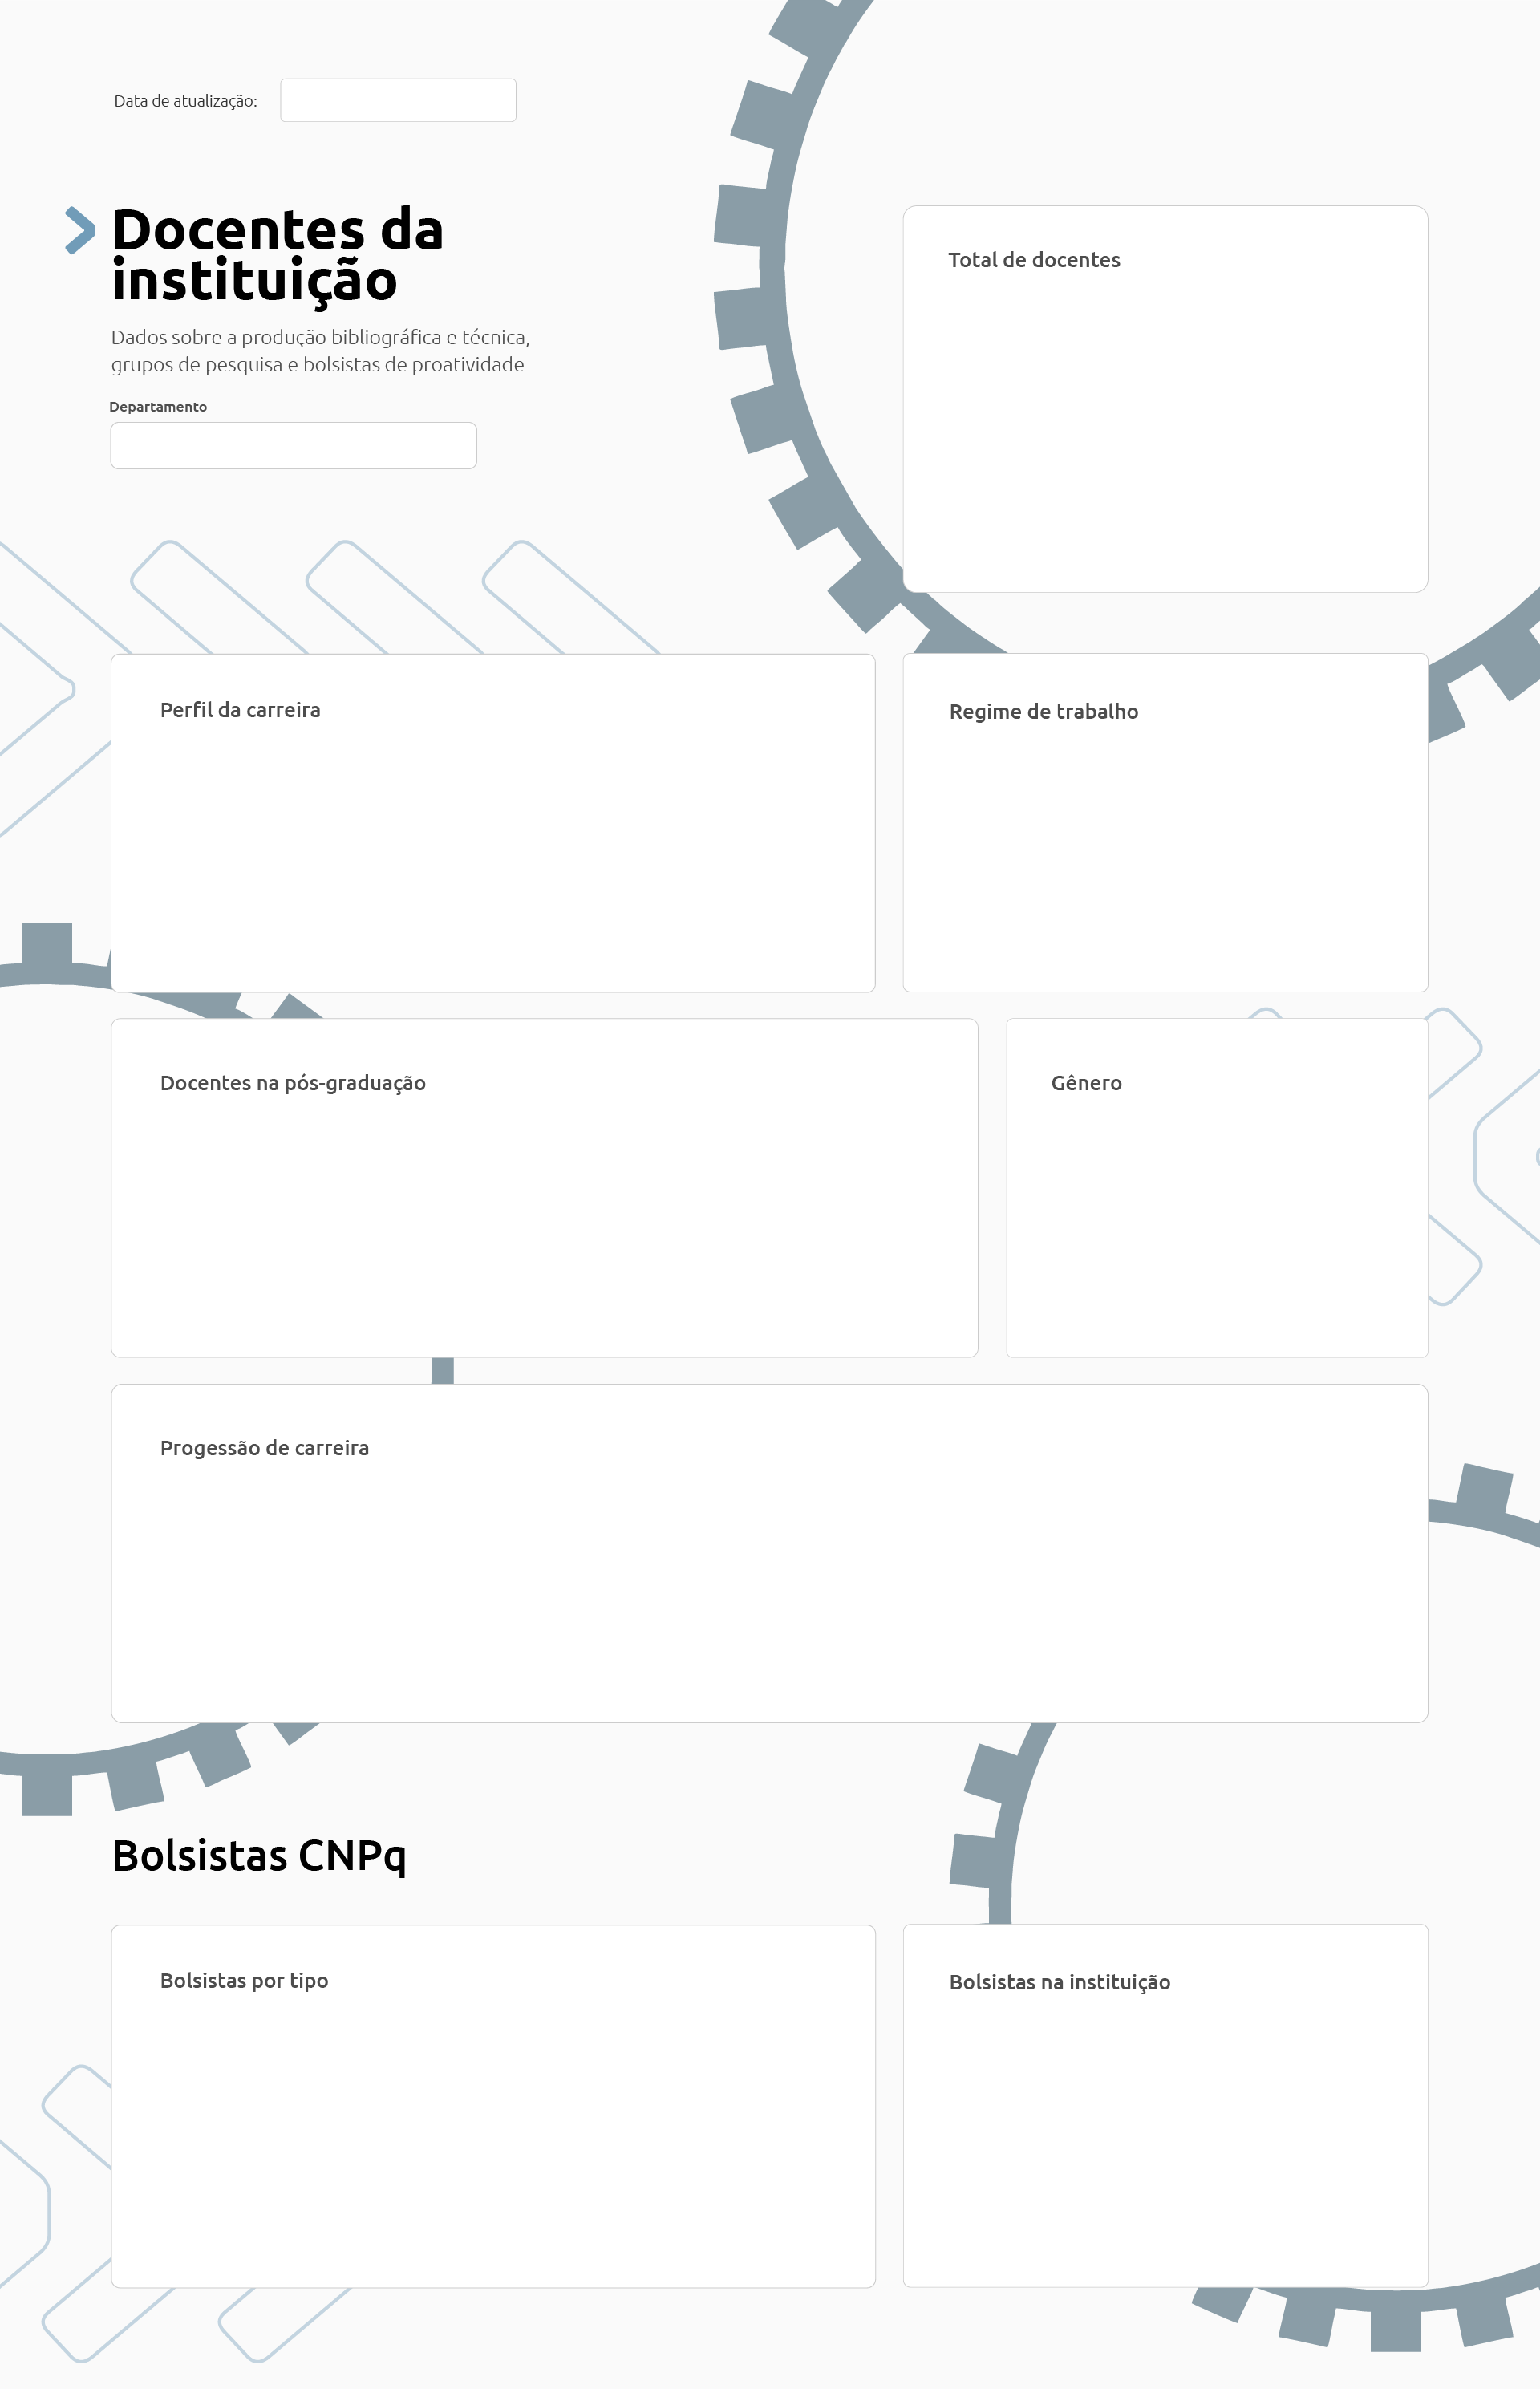 Data de atualização:
Docentes da
instituição
Dados sobre a produção bibliográfica e técnica,
grupos de pesquisa e bolsistas de proatividade
Departamento
Total de docentes
Perfil da carreira
Regime de trabalho
Docentes na pós-graduação
Gênero
Progessão de carreira
Bolsistas CNPq
Bolsistas por tipo
Bolsistas na instituição